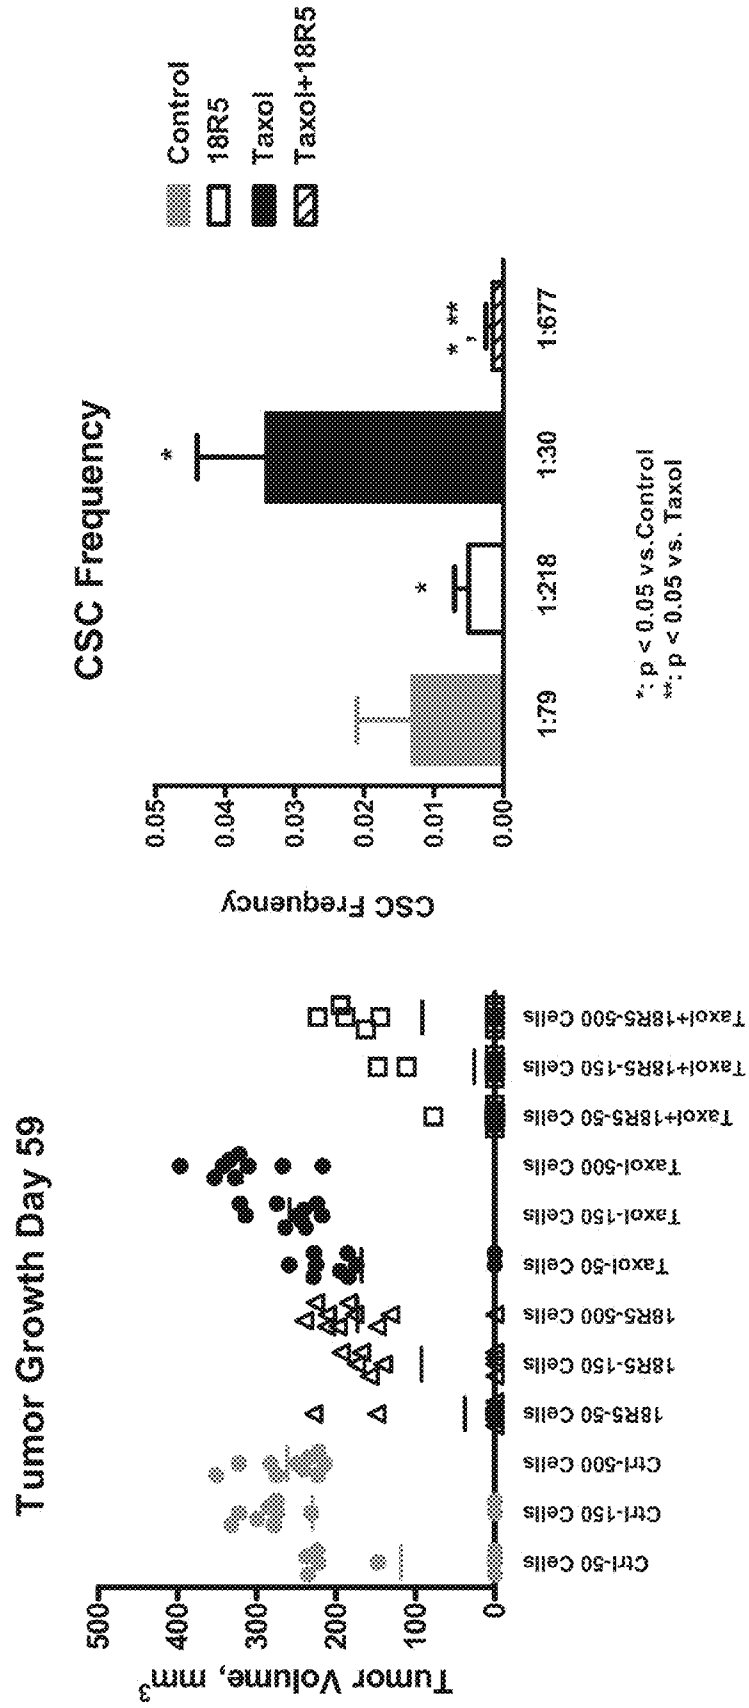 Tumor Growth Day 59
Tumor Volume, mm³
500
400
300
200
100
0
Ctrl-50 Cells
Ctrl-150 Cells
Ctrl-500 Cells
18R5-50 Cells
18R5-150 Cells
18R5-500 Cells
Taxol-50 Cells
Taxol-150 Cells
Taxol-500 Cells
Taxol+18R5-50 Cells
Taxol+18R5-150 Cells
Taxol+18R5-500 Cells
CSC Frequency
CSC Frequency
0.05
0.04
0.03
0.02
0.01
0.00
*
*
*, **
1:79
1:218
1:30
1:677
*: p < 0.05 vs.Control
**: p < 0.05 vs. Taxol
Control
18R5
Taxol
Taxol+18R5